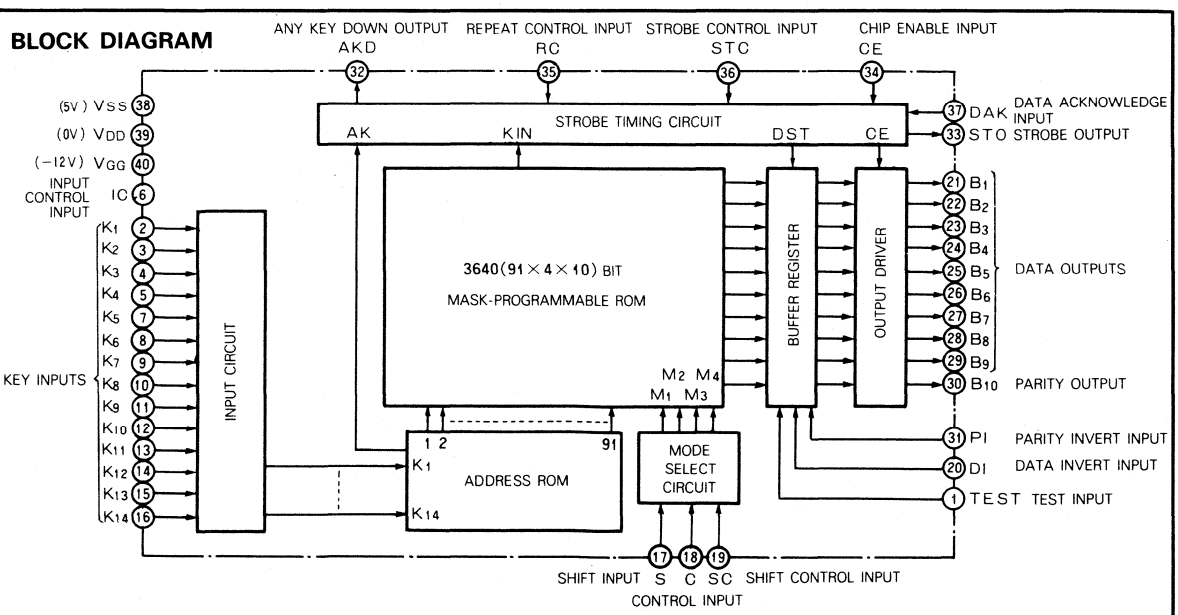 BLOCK DIAGRAM
ANY KEY DOWN OUTPUT
AKD
32
REPEAT CONTROL INPUT
RC
35
STROBE CONTROL INPUT
STC
36
CHIP ENABLE INPUT
CE
34
(5V) VSS 38
(0V) VDD 39
(−12V) VGG 40
INPUT
CONTROL
INPUT
IC 6
STROBE TIMING CIRCUIT
AK
KIN
DST
CE
37 DAK DATA ACKNOWLEDGE
INPUT
33 STO STROBE OUTPUT
KEY INPUTS
K1 2
K2 3
K3 4
K4 5
K5 7
K6 8
K7 9
K8 10
K9 11
K10 12
K11 13
K12 14
K13 15
K14 16
INPUT CIRCUIT
3640(91×4×10) BIT
MASK-PROGRAMMABLE ROM
M2 M4
M1 M3
BUFFER REGISTER
OUTPUT DRIVER
21 B1
22 B2
23 B3
24 B4
25 B5
26 B6
27 B7
28 B8
29 B9
DATA OUTPUTS
30 B10 PARITY OUTPUT
1 2 91
K1
ADDRESS ROM
K14
MODE
SELECT
CIRCUIT
31 PI PARITY INVERT INPUT
20 DI DATA INVERT INPUT
1 TEST TEST INPUT
17 18 19
SHIFT INPUT S C SC SHIFT CONTROL INPUT
CONTROL INPUT